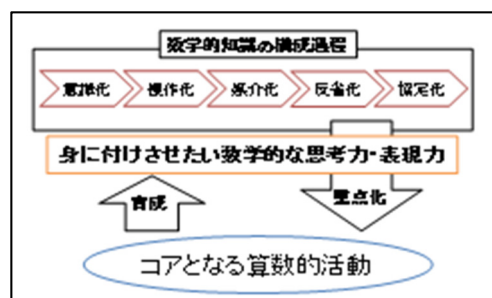 数学的知識の構成過程
意識化 操作化 媒介化 反省化 協定化
身に付けさせたい数学的な思考力・表現力
育成 重点化
コアとなる算数的活動